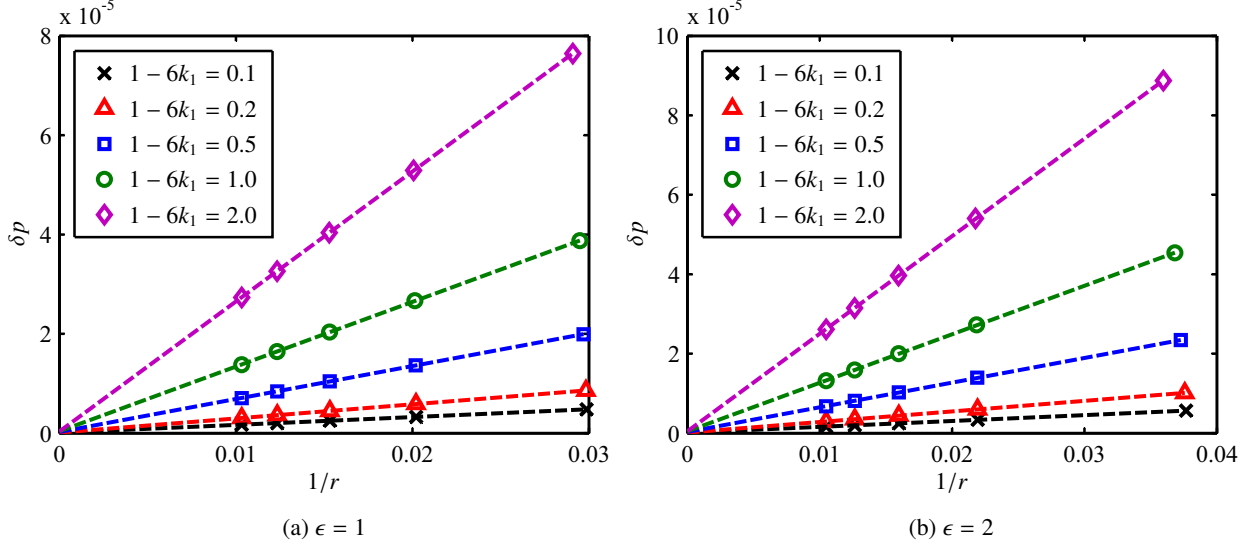 x 10⁻⁵
8
6
4
2
0
δp
1 − 6k₁ = 0.1
1 − 6k₁ = 0.2
1 − 6k₁ = 0.5
1 − 6k₁ = 1.0
1 − 6k₁ = 2.0
0 0.01 0.02 0.03
1/r
(a) ϵ = 1
x 10⁻⁵
10
8
6
4
2
0
δp
1 − 6k₁ = 0.1
1 − 6k₁ = 0.2
1 − 6k₁ = 0.5
1 − 6k₁ = 1.0
1 − 6k₁ = 2.0
0 0.01 0.02 0.03 0.04
1/r
(b) ϵ = 2